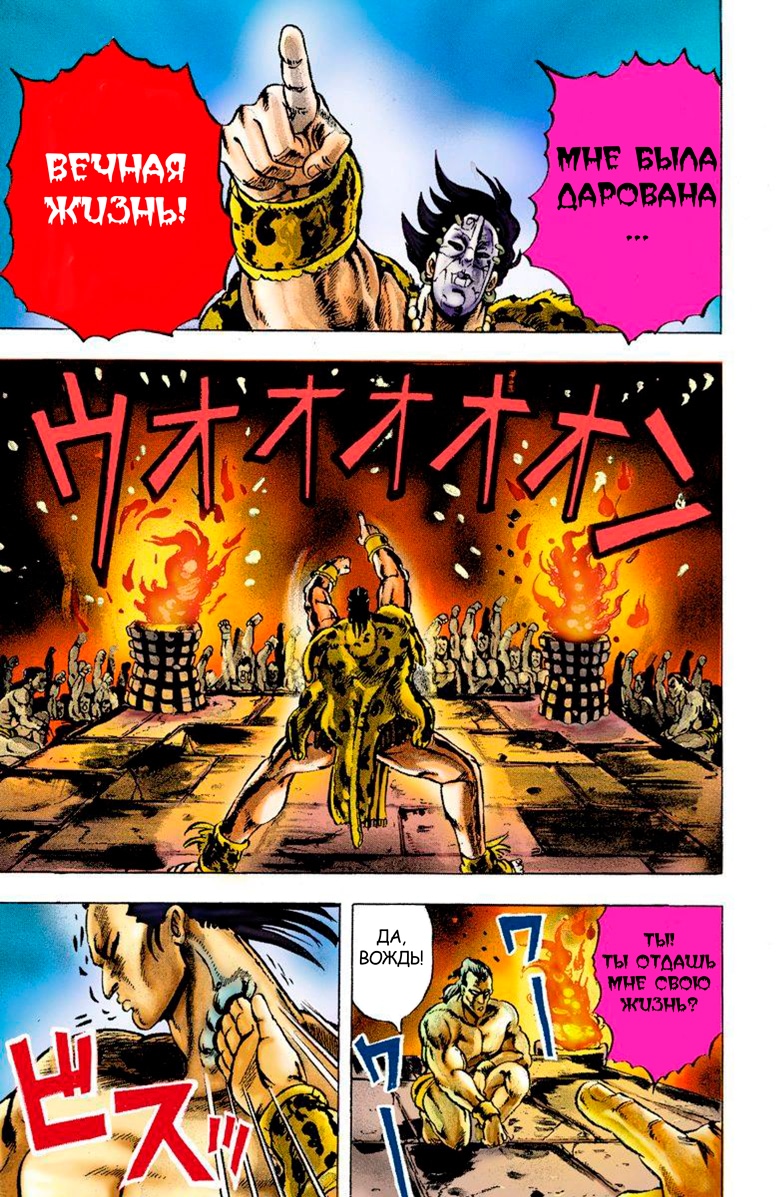 МНЕ БЫЛА
ДАРОВАНА
...
ВЕЧНАЯ
ЖИЗНЬ!
ウオオオオオン
ТЫ!
ТЫ ОТДАШЬ
МНЕ СВОЮ
ЖИЗНЬ?
ワー
ワー
ДА,
ВОЖДЬ!
ビスッ